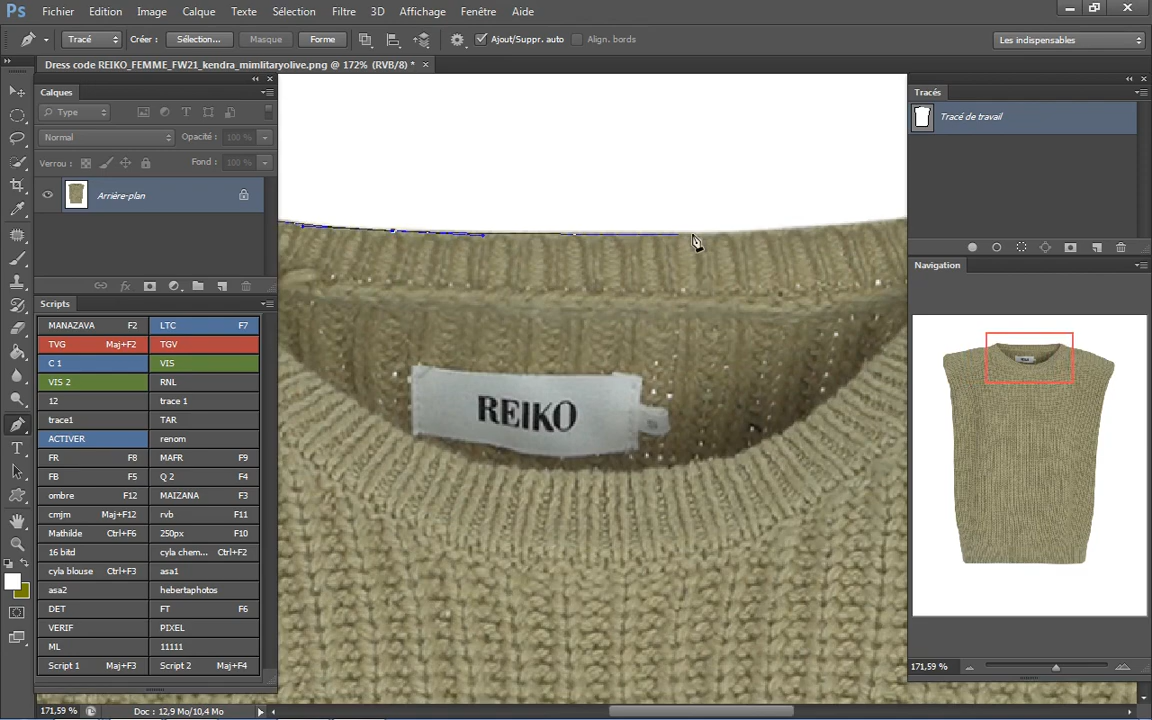 Ps Fichier Edition Image Calque Texte Sélection Filtre 3D Affichage Fenêtre Aide
Tracé Créer : Sélection... Masque Forme Ajout/Suppr. auto Align. bords Les indispensables
Dress code REIKO_FEMME_FW21_kendra_mimlitaryolive.png @ 172% (RVB/8) *
Calques
Type
Normal Opacité : 100 %
Verrou : Fond : 100 %
Arrière-plan
Scripts
MANAZAVA F2 LTC F7
TVG Maj+F2 TGV
C 1 VIS
VIS 2 RNL
12 trace 1
trace1 TAR
ACTIVER renom
FR F8 MAFR F9
FB F5 Q 2 F4
ombre F12 MAIZANA F3
cmjm Maj+F12 rvb F11
Mathilde Ctrl+F6 250px F10
16 bitd cyla chem... Ctrl+F2
cyla blouse Ctrl+F3 asa1
asa2 hebertaphotos
DET FT F6
VERIF PIXEL
ML 11111
Script 1 Maj+F3 Script 2 Maj+F4
171,59 % Doc : 12,9 Mo/10,4 Mo
REIKO
Tracés
Tracé de travail
Navigation
171,59 %